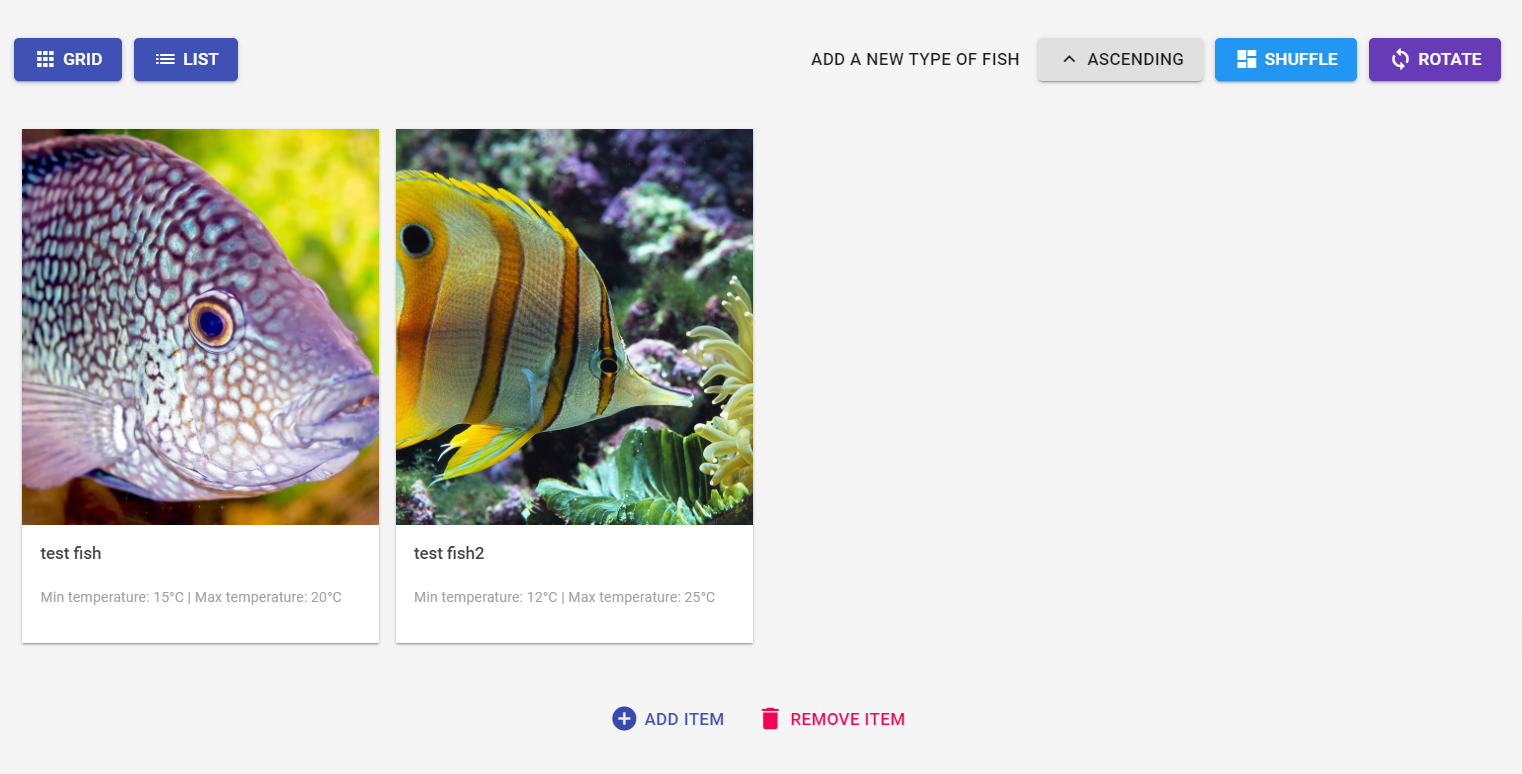 GRID
LIST
ADD A NEW TYPE OF FISH
ASCENDING
SHUFFLE
ROTATE
test fish
Min temperature: 15°C | Max temperature: 20°C
test fish2
Min temperature: 12°C | Max temperature: 25°C
ADD ITEM
REMOVE ITEM